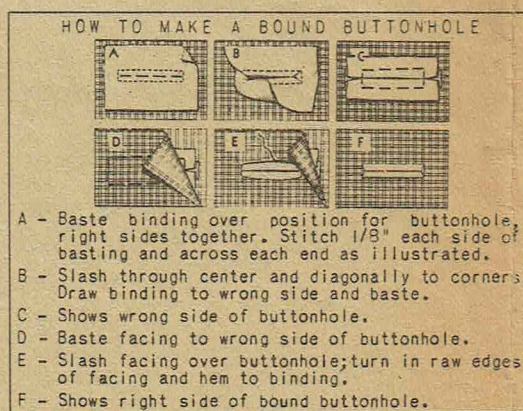 HOW TO MAKE A BOUND BUTTONHOLE
A B C
D E F
A - Baste binding over position for buttonhole,
right sides together. Stitch 1/8" each side of
basting and across each end as illustrated.
B - Slash through center and diagonally to corners
Draw binding to wrong side and baste.
C - Shows wrong side of buttonhole.
D - Baste facing to wrong side of buttonhole.
E - Slash facing over buttonhole;turn in raw edges
of facing and hem to binding.
F - Shows right side of bound buttonhole.